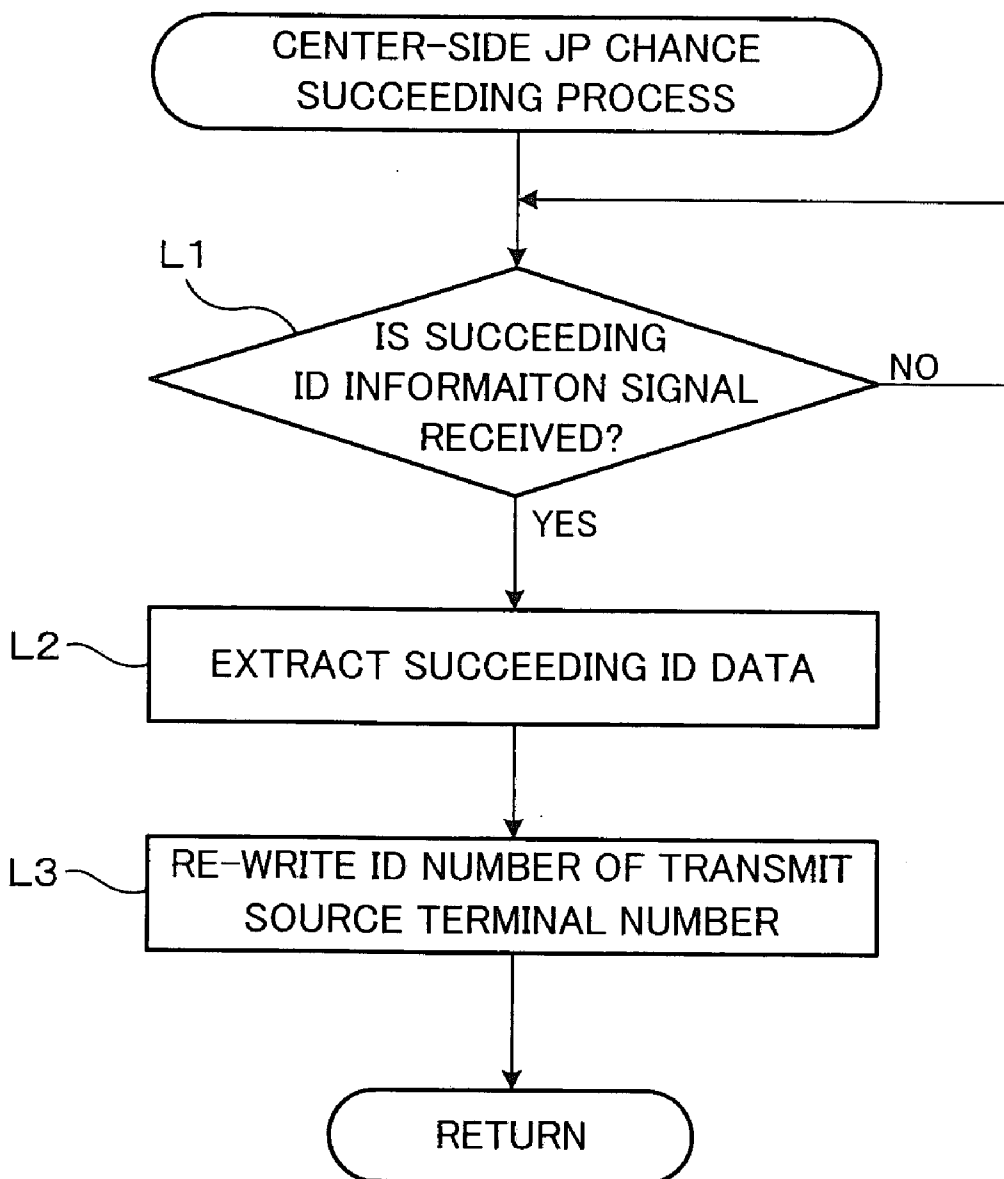 CENTER-SIDE JP CHANCE
SUCCEEDING PROCESS
L1
IS SUCCEEDING
ID INFORMAITON SIGNAL
RECEIVED?
NO
YES
L2
EXTRACT SUCCEEDING ID DATA
L3
RE-WRITE ID NUMBER OF TRANSMIT
SOURCE TERMINAL NUMBER
RETURN